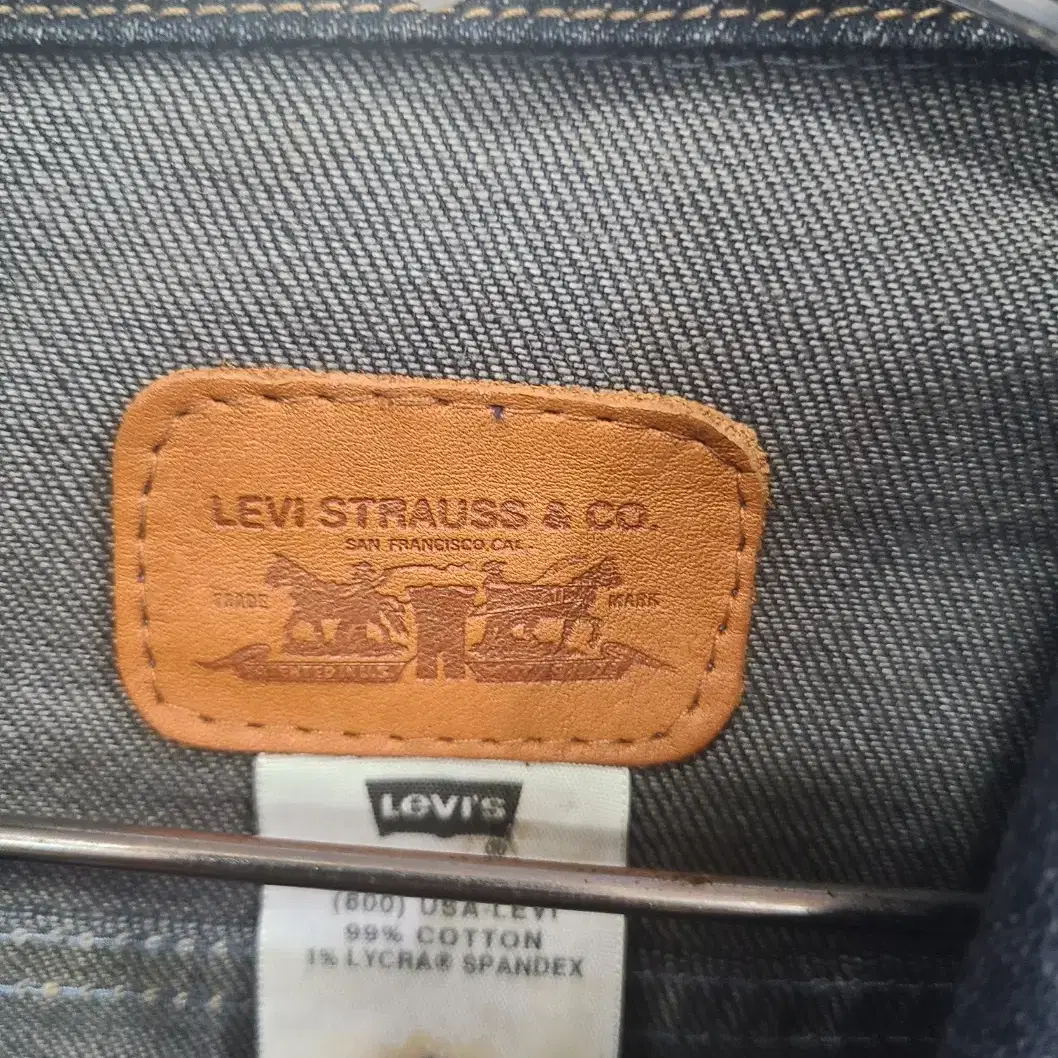 LEVI STRAUSS & CO.
SAN FRANCISCO, CAL.
TRADE MARK
LEVI'S
®
(800) USA-LEVI
99% COTTON
1% LYCRA® SPANDEX